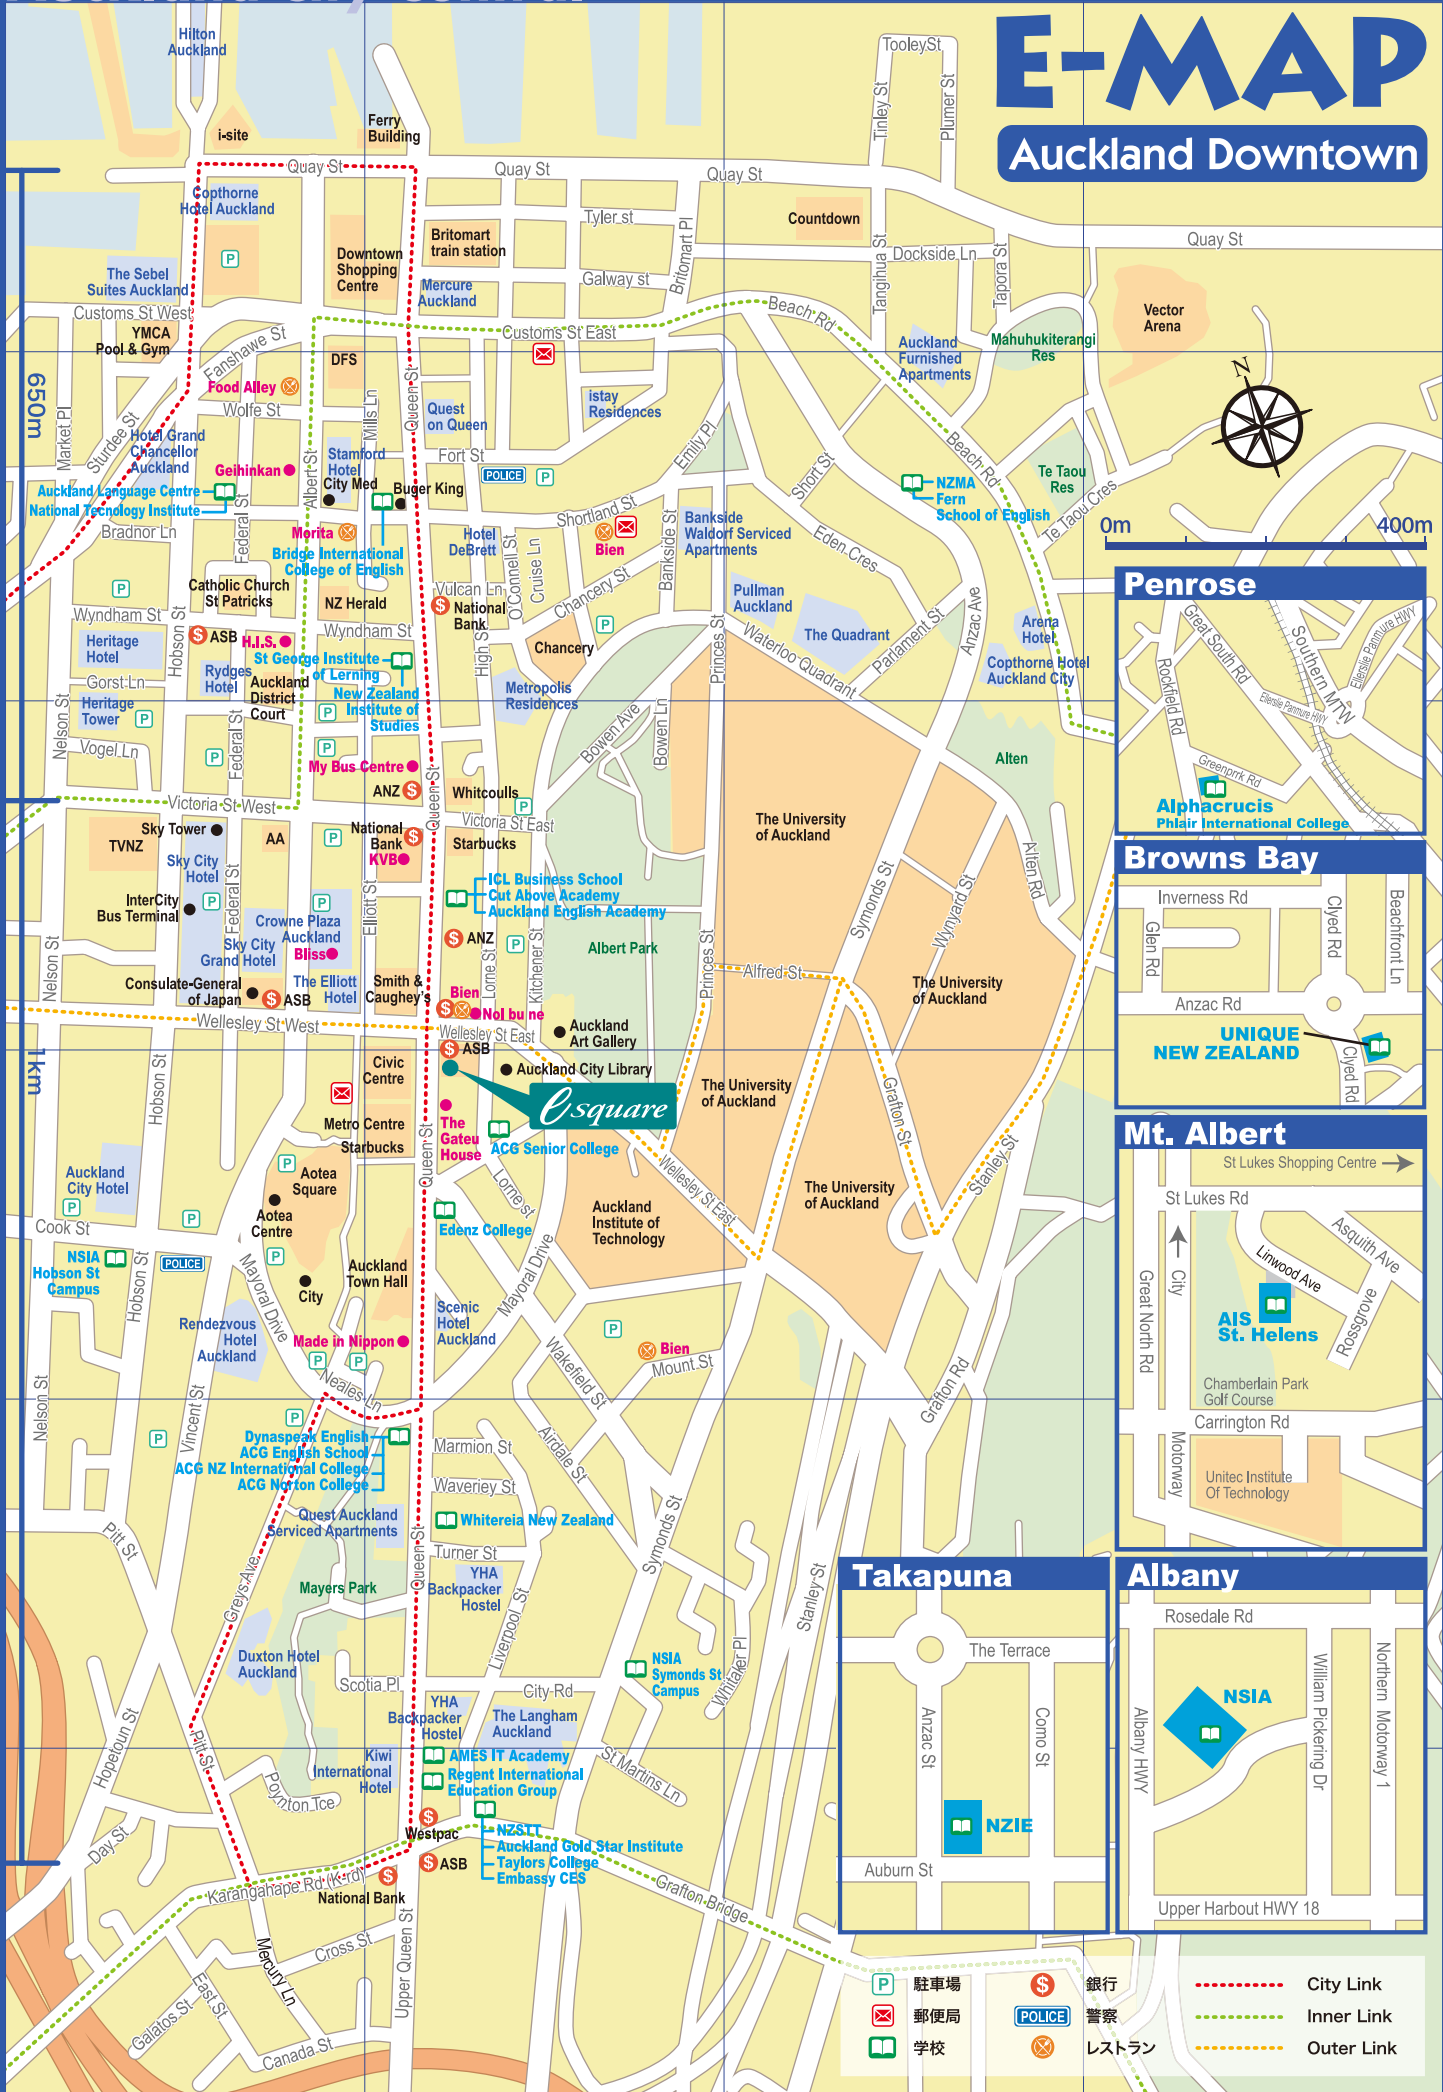 E-MAP
Auckland Downtown
Hilton
Auckland
i-site
Ferry
Building
TooleySt
Tinley St
Plumer St
Quay St
Quay St
Quay St
Quay St
Copthorne
Hotel Auckland
P
Downtown
Shopping
Centre
Britomart
train station
Tyler st
Britomart Pl
Countdown
Tangihua St
Dockside Ln
Tapora St
The Sebel
Suites Auckland
Mercure
Auckland
Galway st
Customs St West
Customs St East
Beach Rd
Vector
Arena
YMCA
Pool & Gym
Fanshawe St
DFS
Auckland
Furnished
Apartments
Mahuhukiterangi
Res
N
Food Alley
Wolfe St
Mills Ln
Queen St
Quest
on Queen
istay
Residences
650m
Market Pl
Sturdee St
Hotel Grand
Chancellor
Auckland
Geihinkan
Albert St
Stamford
Hotel
City Med
Buger King
Fort St
POLICE
P
Emily Pl
Short St
Beach Rd
Te Taou
Res
Te Taou Cres
Auckland Language Centre
National Tecnology Institute
Federal St
Bradnor Ln
Morita
Bridge International
College of English
Hotel
DeBrett
O'Connell St
Cruise Ln
Shortland St
Bien
Bankside St
Bankside
Waldorf Serviced
Apartments
Eden Cres
NZMA
Fern
School of English
0m
400m
P
Catholic Church
St Patricks
NZ Herald
Vulcan Ln
National
Bank
Chancery St
P
Pullman
Auckland
The Quadrant
Parlament St
Anzac Ave
Arena
Hotel
Copthorne Hotel
Auckland City
Wyndham St
Heritage
Hotel
Hobson St
ASB
H.I.S.
Wyndham St
St George Institute
of Lerning
New Zealand
Institute of
Studies
High St
Chancery
Princes St
Waterloo Quadrant
Gorst Ln
Heritage
Tower
P
Rydges
Hotel
Auckland
District
Court
P
Metropolis
Residences
Nelson St
Vogel Ln
Federal St
P
P
My Bus Centre
Bowen Ave
Bowen Ln
Alten
ANZ
Queen St
Whitcoulls
P
Victoria St West
Victoria St East
The University
of Auckland
TVNZ
Sky Tower
AA
P
National
Bank
KVB
Starbucks
Sky City
Hotel
P
InterCity
Bus Terminal
Federal St
P
Elliott St
ICL Business School
Cut Above Academy
Auckland English Academy
Symonds St
Wynyard St
Alten Rd
Crowne Plaza
Auckland
Sky City
Grand Hotel
Bliss
ANZ
P
Lorne St
Kitchener St
Albert Park
Princes St
Alfred St
Nelson St
Consulate-General
of Japan
ASB
The Elliott
Hotel
Smith &
Caughey's
Bien
Nol bu ne
The University
of Auckland
Wellesley St West
Wellesley St East
Auckland
Art Gallery
1km
Hobson St
Civic
Centre
ASB
Auckland City Library
esquare
The University
of Auckland
Grafton St
Metro Centre
Starbucks
The
Gateu
House
ACG Senior College
Stanley St
Auckland
City Hotel
P
P
P
Aotea
Square
Aotea
Centre
Queen St
Lorne st
Wellesley St East
The University
of Auckland
Cook St
Edenz College
Auckland
Institute of
Technology
NSIA
Hobson St
Campus
POLICE
Hobson St
P
Mayoral Drive
City
Auckland
Town Hall
Scenic
Hotel
Auckland
Mayoral Drive
Rendezvous
Hotel
Auckland
Made in Nippon
P
P
P
Wakefield St
Bien
Mount St
Neales Ln
Grafton Rd
Nelson St
P
Vincent St
P
Dynaspeak English
ACG English School
ACG NZ International College
ACG Norton College
Marmion St
Airdale St
Waveriey St
Quest Auckland
Serviced Apartments
Whitereia New Zealand
Symonds St
Pitt St
Queen St
Turner St
YHA
Backpacker
Hostel
Liverpool St
Greys Ave
Mayers Park
Stanley St
Duxton Hotel
Auckland
Scotia Pl
City Rd
NSIA
Symonds St
Campus
Whitaker Pl
YHA
Backpacker
Hostel
The Langham
Auckland
Hopetoun St
Pitt St
Kiwi
International
Hotel
AMES IT Academy
Regent International
Education Group
St Martins Ln
Poynton Tce
Westpac
NZSTT
Auckland Gold Star Institute
Taylors College
Embassy CES
Day St
ASB
Karangahape Rd (K-rd)
National Bank
Grafton Bridge
Mercury Ln
Cross St
Upper Queen St
East St
Galatos St
Canada St
Penrose
Great South Rd
Southern MTW
Ellerslie Panmure HWY
Rockfield Rd
Ellerslie Panmure HWY
Greenprrk Rd
Alphacrucis
Phlair International College
Browns Bay
Inverness Rd
Glen Rd
Clyed Rd
Beachfront Ln
Anzac Rd
UNIQUE
NEW ZEALAND
Clyed Rd
Mt. Albert
St Lukes Shopping Centre
St Lukes Rd
City
Great North Rd
Linwood Ave
Asquith Ave
AIS
St. Helens
Rossgrove
Chamberlain Park
Golf Course
Carrington Rd
Motorway
Unitec Institute
Of Technology
Takapuna
The Terrace
Anzac St
Como St
NZIE
Auburn St
Albany
Rosedale Rd
NSIA
Albany HWY
William Pickering Dr
Northern Motorway 1
Upper Harbout HWY 18
P 駐車場
銀行
City Link
郵便局
POLICE 警察
Inner Link
学校
レストラン
Outer Link